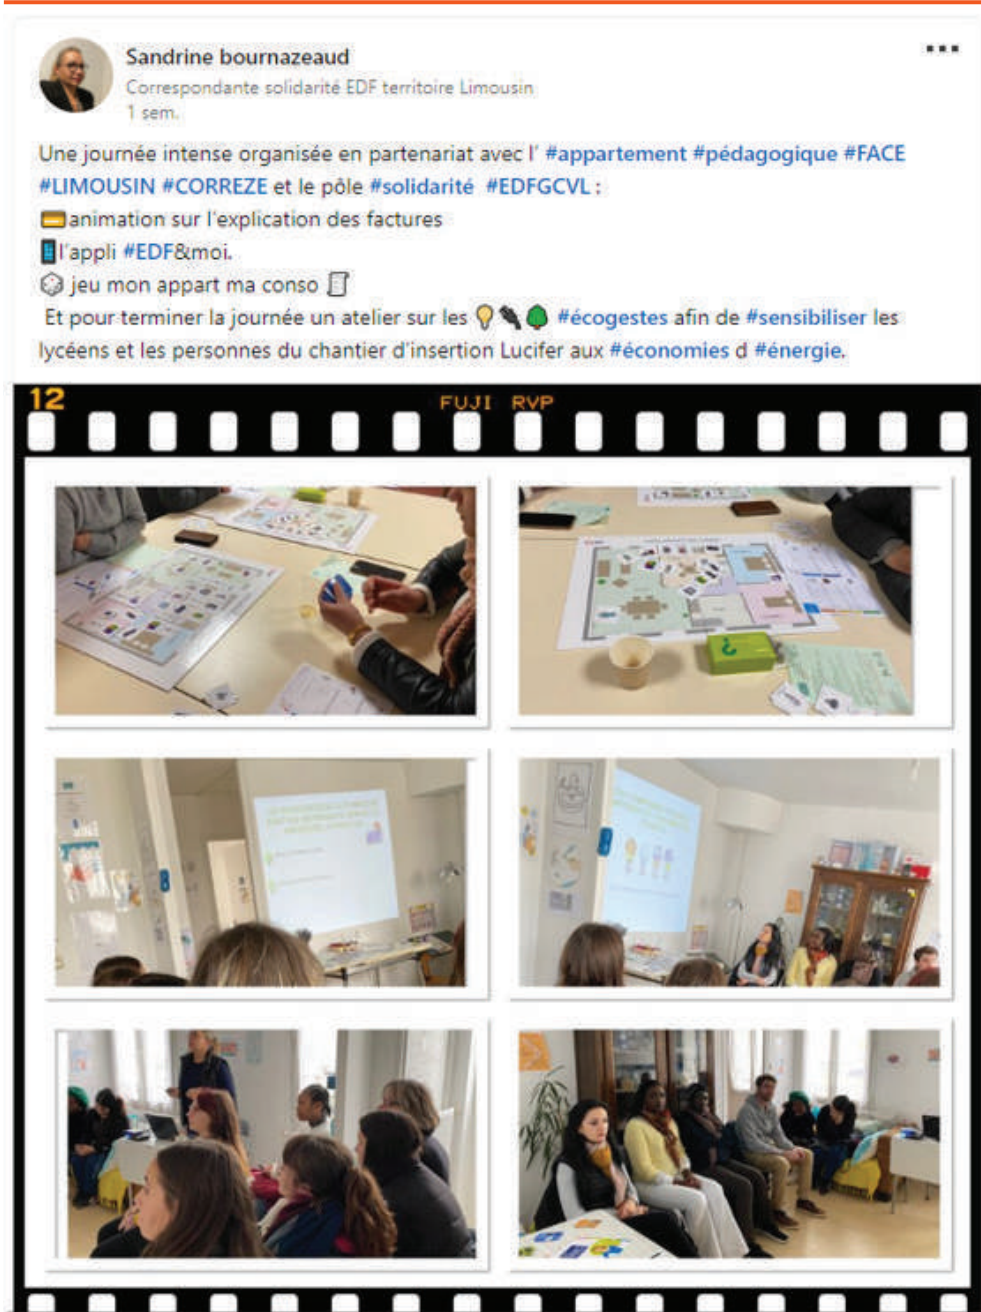 Sandrine bournazeaud
Correspondante solidarité EDF territoire Limousin
1 sem.
Une journée intense organisée en partenariat avec l' #appartement #pédagogique #FACE
#LIMOUSIN #CORREZE et le pôle #solidarité #EDFGCVL :
animation sur l'explication des factures
l'appli #EDF&moi.
jeu mon appart ma conso
Et pour terminer la journée un atelier sur les #écogestes afin de #sensibiliser les
lycéens et les personnes du chantier d'insertion Lucifer aux #économies d #énergie.
12
FUJI RVP
?